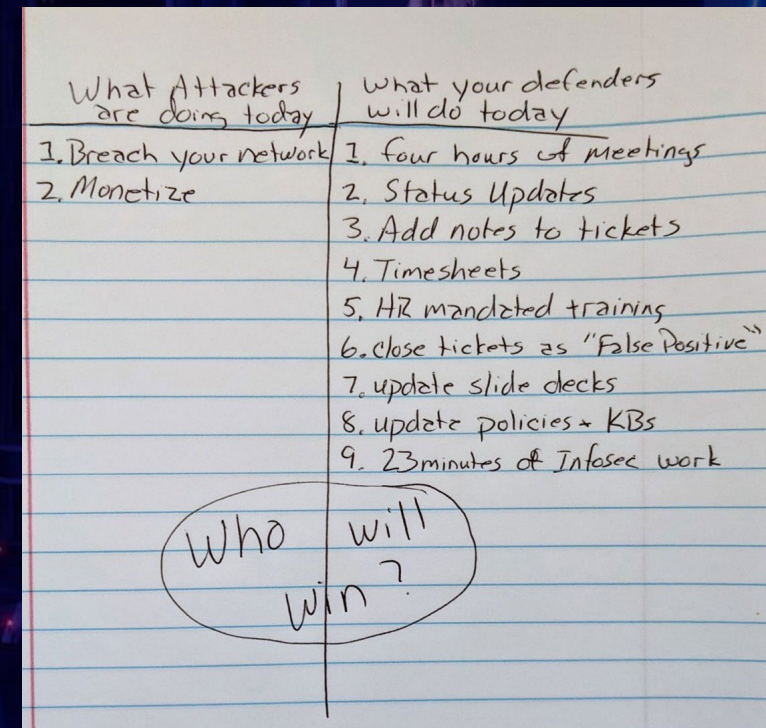 What Attackers
are doing today
1. Breach your network
2. Monetize
What your defenders
will do today
1. four hours of meetings
2. Status Updates
3. Add notes to tickets
4. Timesheets
5. HR mandated training
6. Close tickets as "False Positive"
7. update slide decks
8. update policies + KBs
9. 23 minutes of Infosec work
Who will
win?